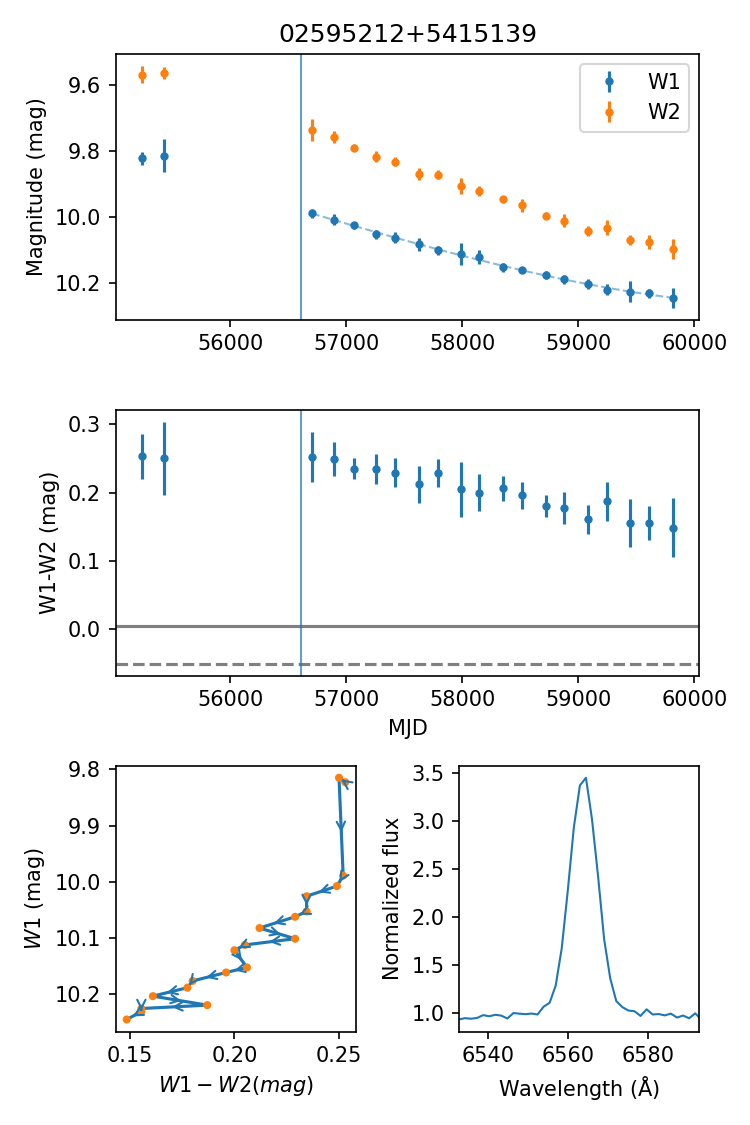 02595212+5415139
Magnitude (mag)
9.6
9.8
10.0
10.2
W1
W2
56000 57000 58000 59000 60000
W1-W2 (mag)
0.3
0.2
0.1
0.0
56000 57000 58000 59000 60000
MJD
W1 (mag)
9.8
9.9
10.0
10.1
10.2
0.15 0.20 0.25
W1 − W2(mag)
Normalized flux
3.5
3.0
2.5
2.0
1.5
1.0
6540 6560 6580
Wavelength (Å)